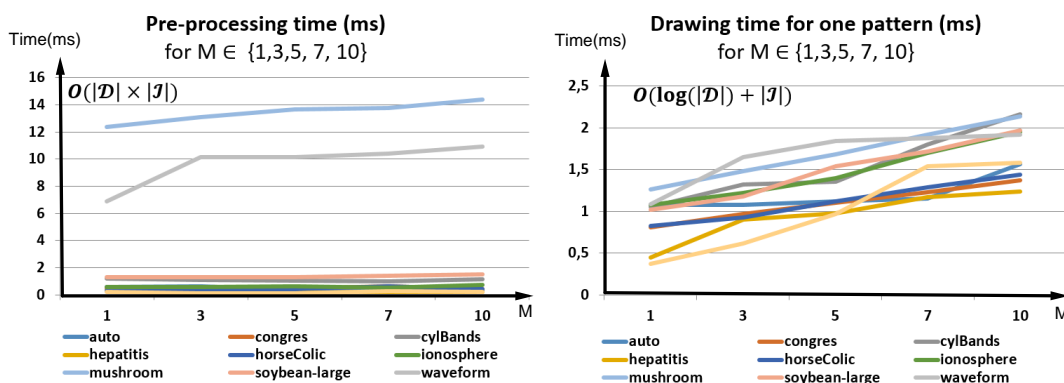 Pre-processing time (ms)
for M ∈ {1,3,5, 7, 10}
Time(ms)
O(|D| × |I|)
16
14
12
10
8
6
4
2
0
1 3 5 7 10
M
auto congres cylBands
hepatitis horseColic ionosphere
mushroom soybean-large waveform
Drawing time for one pattern (ms)
for M ∈ {1,3,5, 7, 10}
Time(ms)
O(log(|D|) + |I|)
2,5
2
1,5
1
0,5
0
1 3 5 7 10
M
auto congres cylBands
hepatitis horseColic ionosphere
mushroom soybean-large waveform